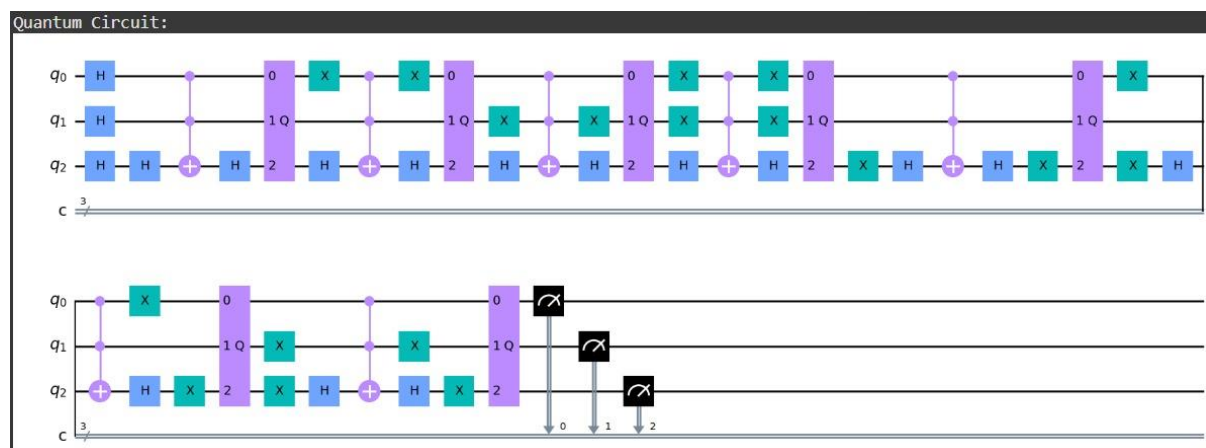 Quantum Circuit:
q0 H 0 X X 0 0 X X 0 0 X
q1 H 1 Q 1 Q X X 1 Q X X 1 Q 1 Q
q2 H H H 2 H H 2 H H 2 H H 2 X H H X 2 X H
c 3
q0 X 0 0
q1 1 Q X X 1 Q
q2 H X 2 X H H X 2
c 3 0 1 2